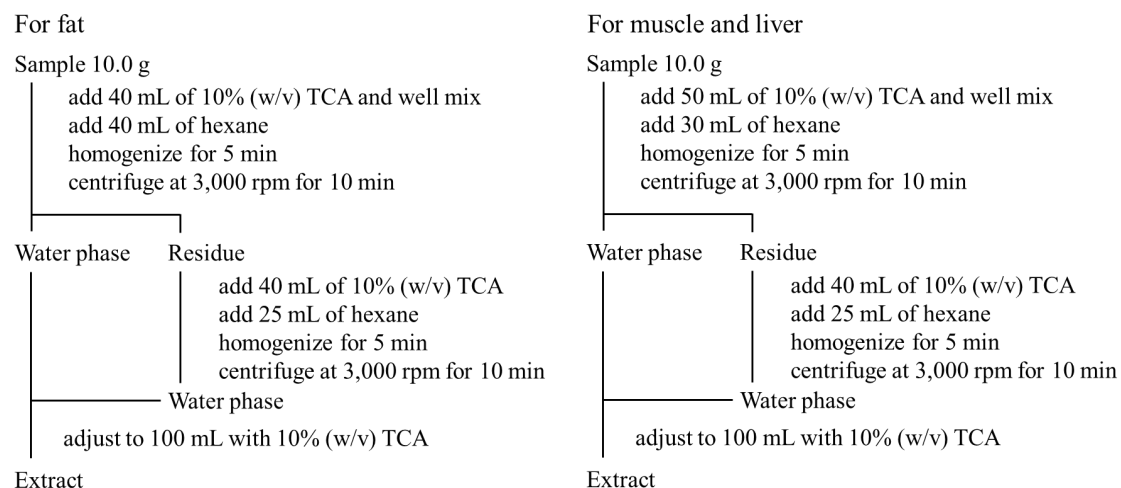 For fat
Sample 10.0 g
add 40 mL of 10% (w/v) TCA and well mix
add 40 mL of hexane
homogenize for 5 min
centrifuge at 3,000 rpm for 10 min
Water phase
Residue
add 40 mL of 10% (w/v) TCA
add 25 mL of hexane
homogenize for 5 min
centrifuge at 3,000 rpm for 10 min
Water phase
adjust to 100 mL with 10% (w/v) TCA
Extract
For muscle and liver
Sample 10.0 g
add 50 mL of 10% (w/v) TCA and well mix
add 30 mL of hexane
homogenize for 5 min
centrifuge at 3,000 rpm for 10 min
Water phase
Residue
add 40 mL of 10% (w/v) TCA
add 25 mL of hexane
homogenize for 5 min
centrifuge at 3,000 rpm for 10 min
Water phase
adjust to 100 mL with 10% (w/v) TCA
Extract